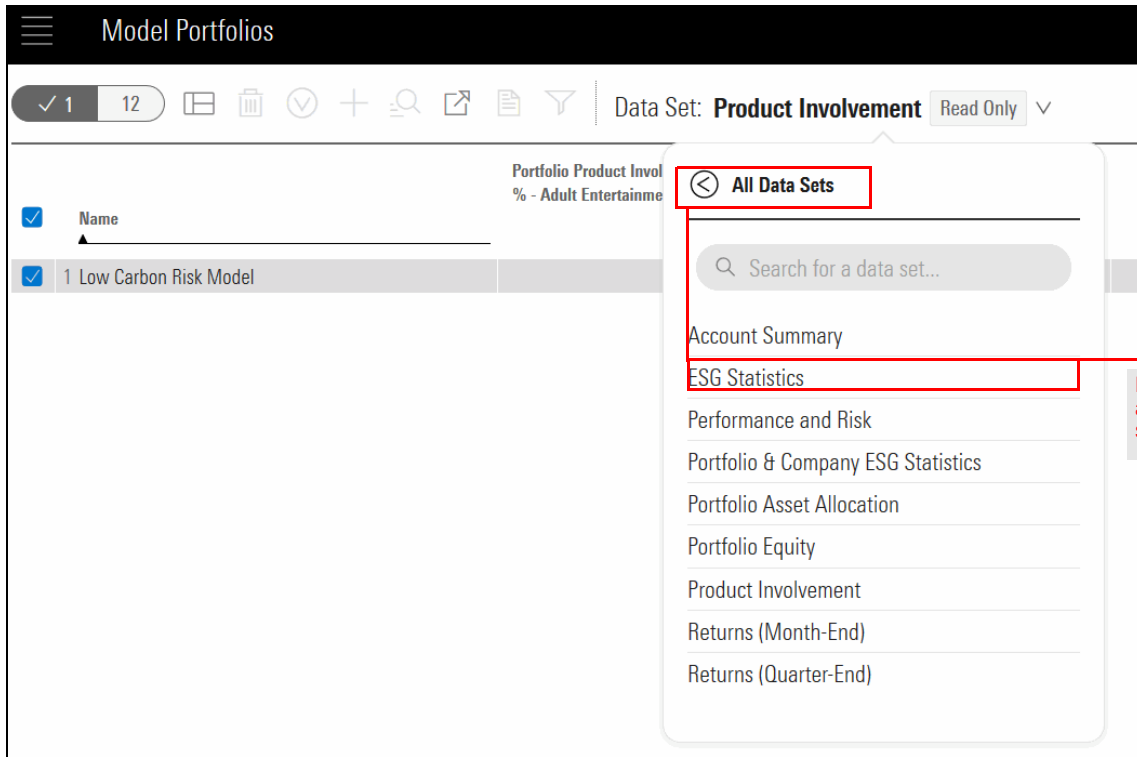 Model Portfolios
1 12 Data Set: Product Involvement Read Only
Portfolio Product Invol
% - Adult Entertainme
All Data Sets
Name
1 Low Carbon Risk Model
Search for a data set...
Account Summary
ESG Statistics
Performance and Risk
Portfolio & Company ESG Statistics
Portfolio Asset Allocation
Portfolio Equity
Product Involvement
Returns (Month-End)
Returns (Quarter-End)